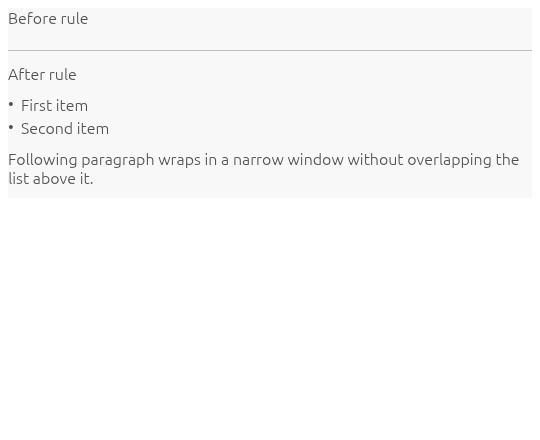 Before rule
After rule
• First item
• Second item
Following paragraph wraps in a narrow window without overlapping the
list above it.